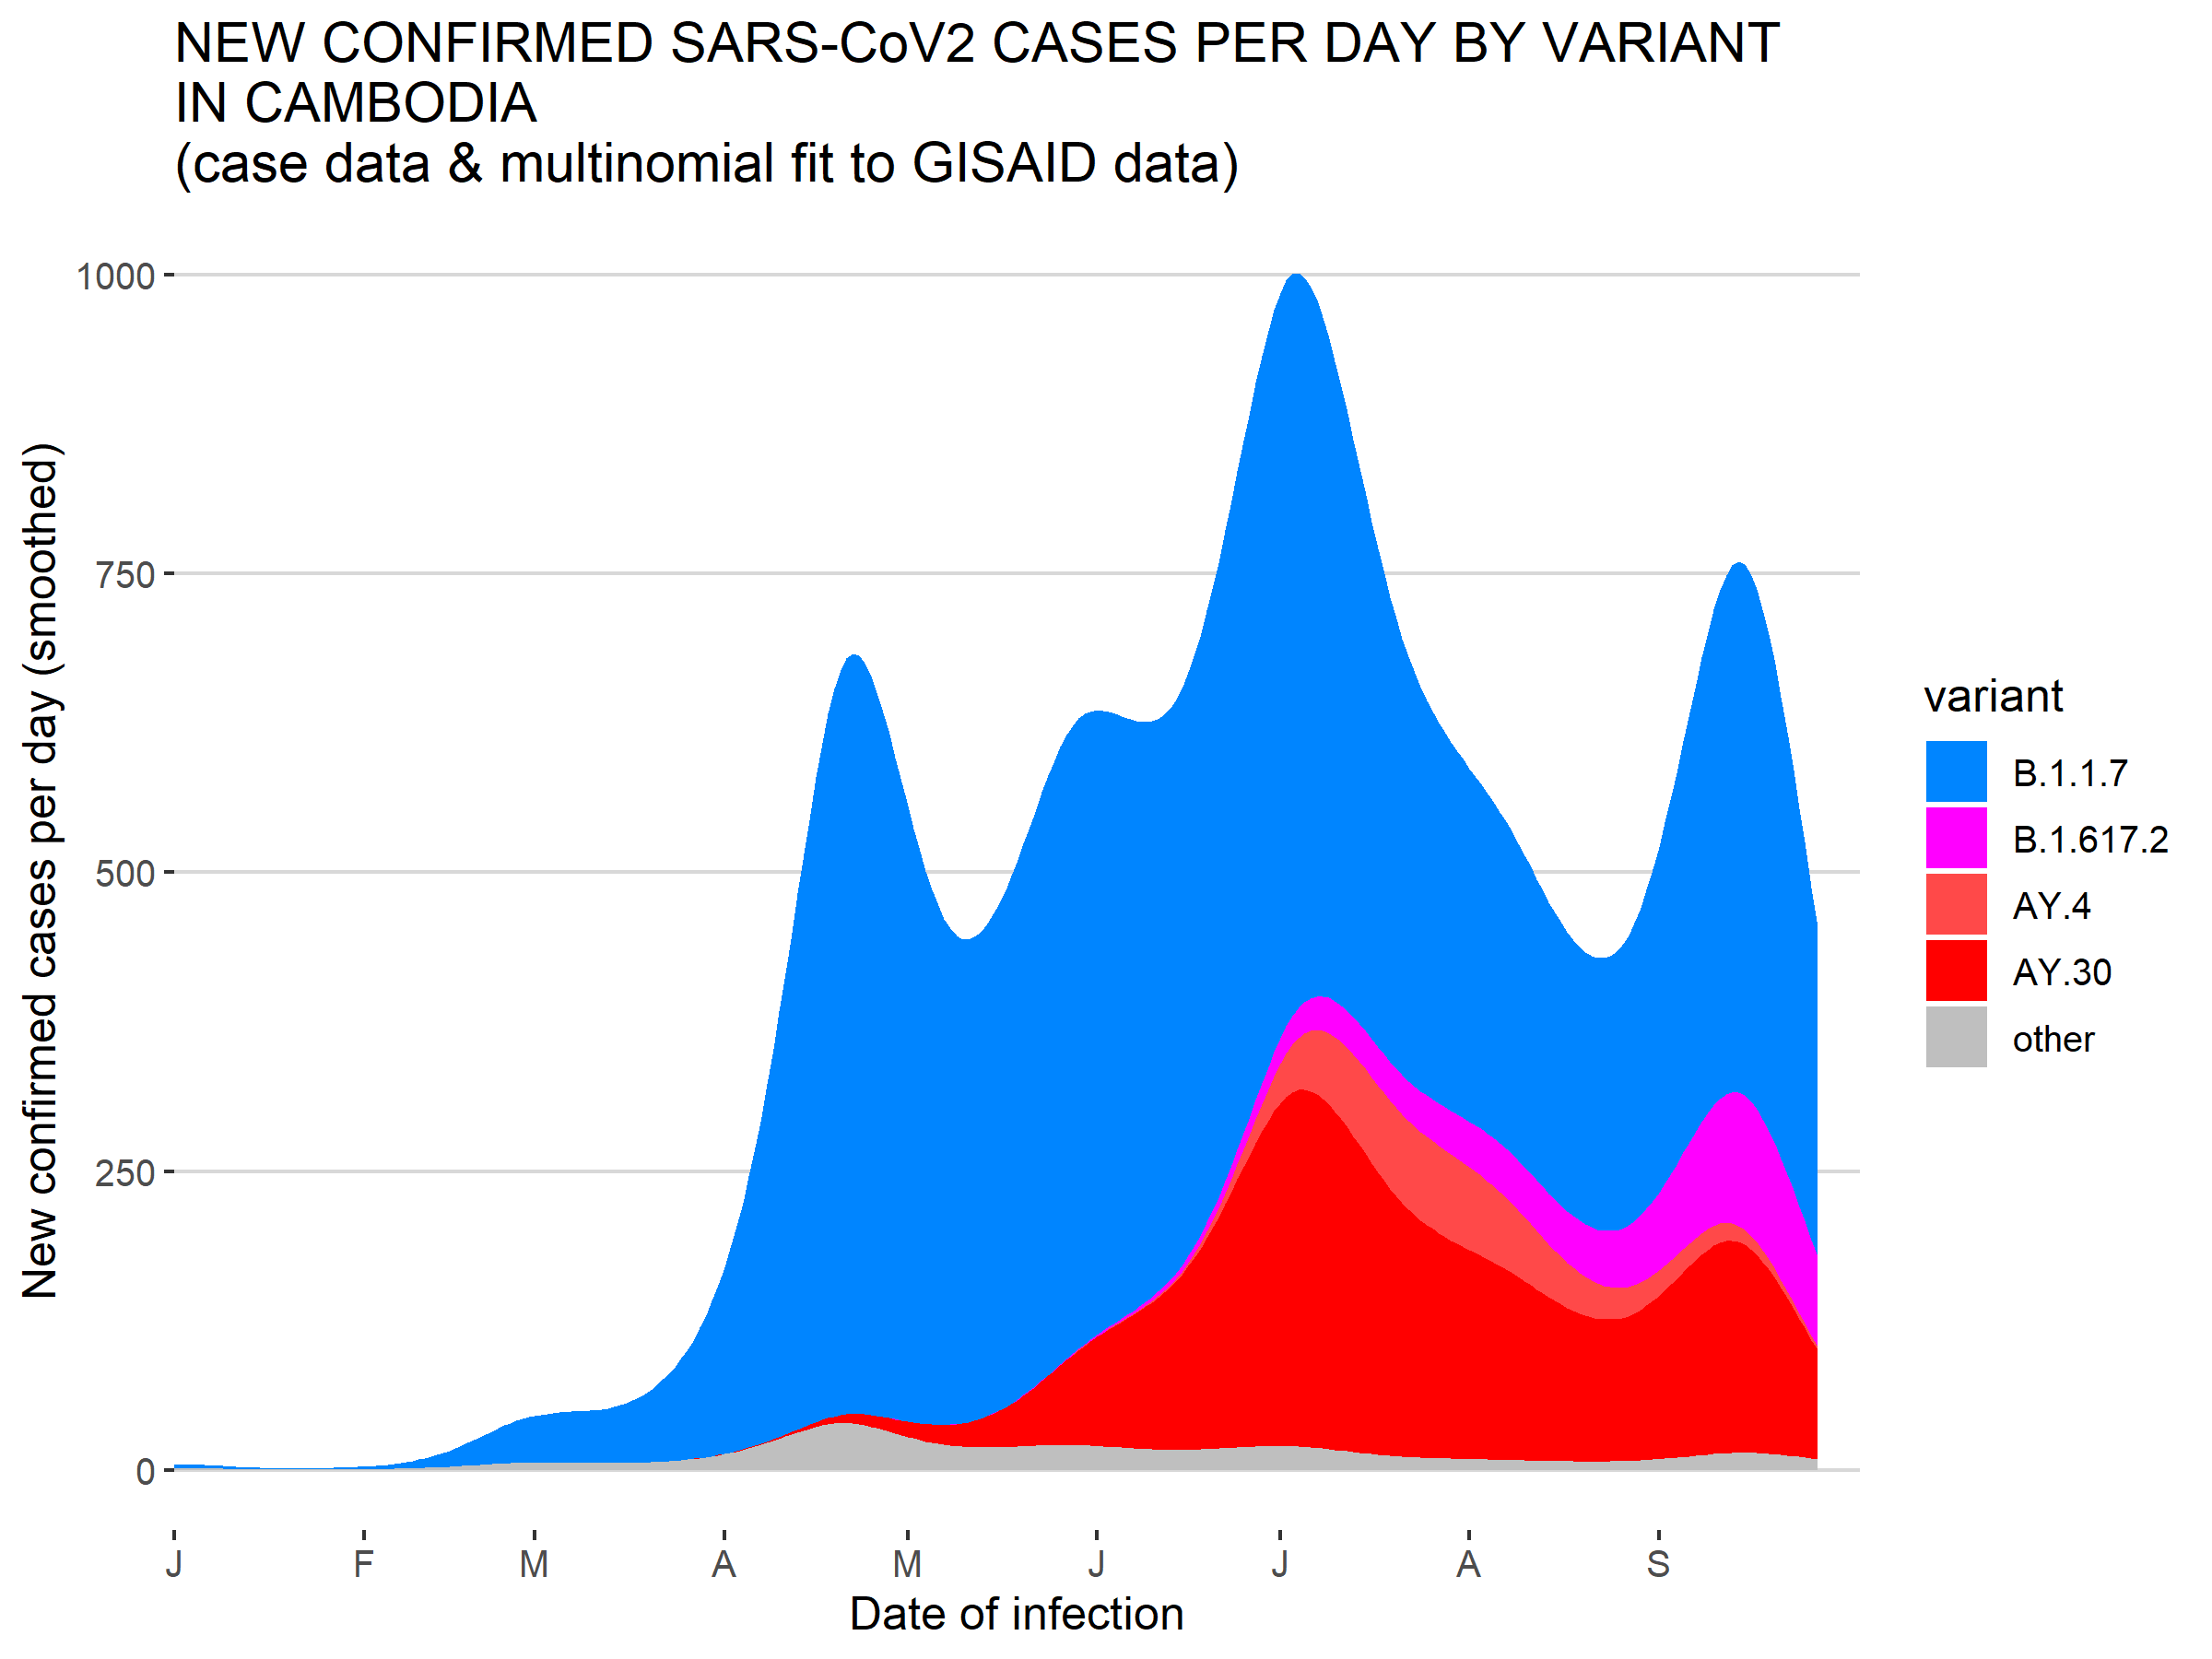 NEW CONFIRMED SARS-CoV2 CASES PER DAY BY VARIANT
IN CAMBODIA
(case data & multinomial fit to GISAID data)
New confirmed cases per day (smoothed)
1000
750
500
250
0
J F M A M J J A S
Date of infection
variant
B.1.1.7
B.1.617.2
AY.4
AY.30
other